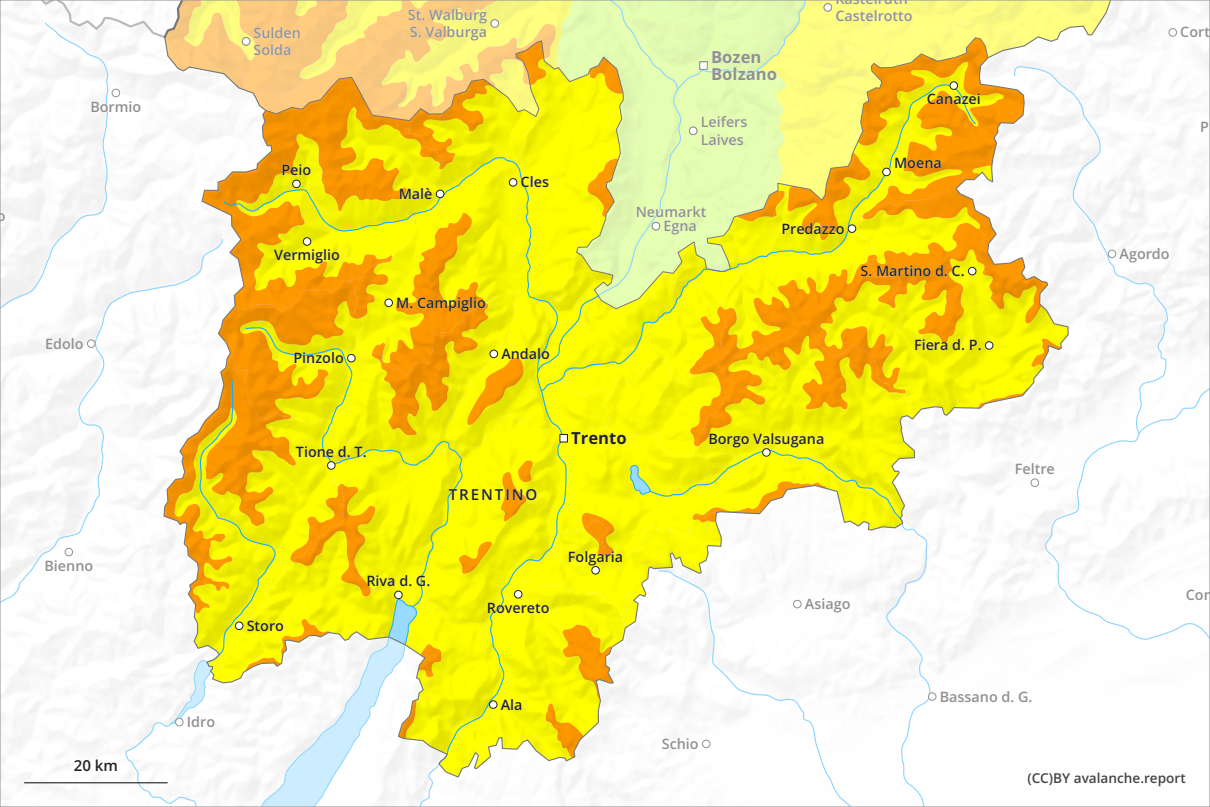 Kastelruth
Castelrotto
St. Walburg
S. Valburga
Sulden
Solda
Cort
Bozen
Bolzano
Bormio
Canazei
Leifers
Laives
Moena
Peio
Malè
Cles
Neumarkt
Egna
Predazzo
Vermiglio
Agordo
S. Martino d. C.
M. Campiglio
Edolo
Pinzolo
Andalo
Fiera d. P.
Trento
Borgo Valsugana
Tione d. T.
Feltre
TRENTINO
Bienno
Folgaria
Riva d. G.
Rovereto
Asiago
Cor
Storo
Idro
Ala
Bassano d. G.
Schio
20 km
(CC)BY avalanche.report